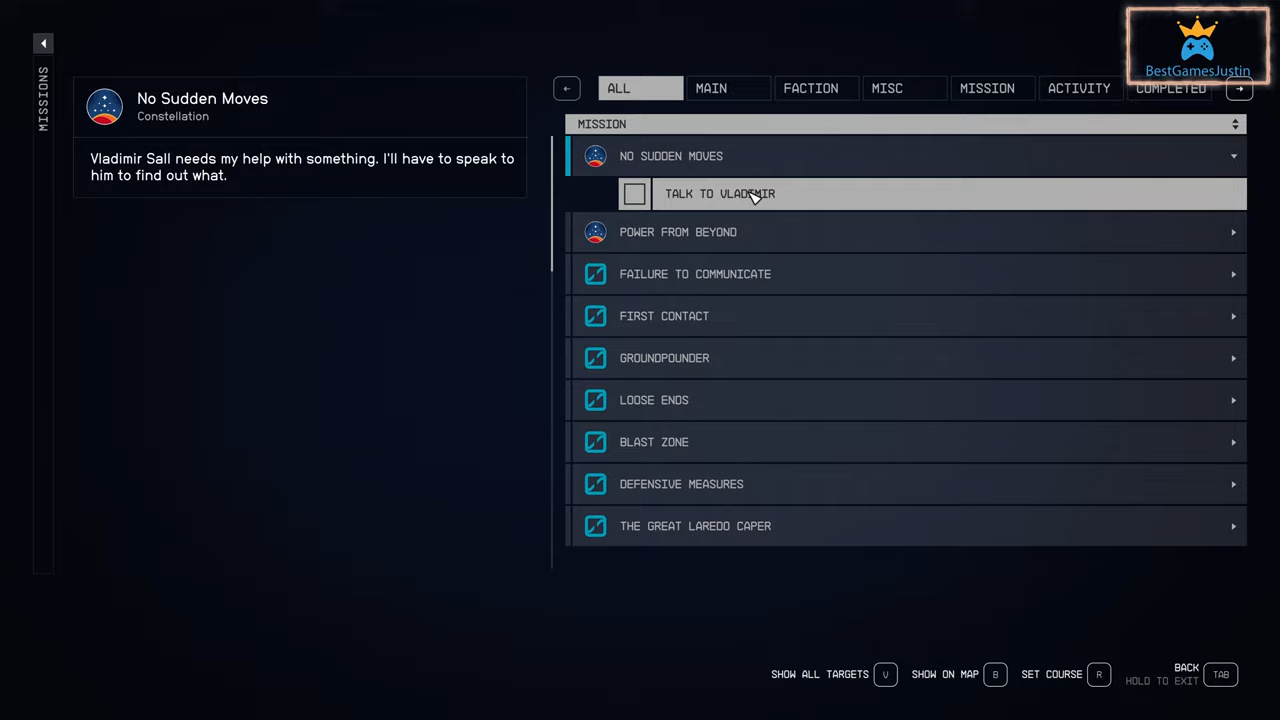 BestGamesJustin
MISSIONS
No Sudden Moves
Constellation
Vladimir Sall needs my help with something. I'll have to speak to
him to find out what.
ALL
MAIN
FACTION
MISC
MISSION
ACTIVITY
COMPLETED
MISSION
NO SUDDEN MOVES
TALK TO VLADIMIR
POWER FROM BEYOND
FAILURE TO COMMUNICATE
FIRST CONTACT
GROUNDPOUNDER
LOOSE ENDS
BLAST ZONE
DEFENSIVE MEASURES
THE GREAT LAREDO CAPER
SHOW ALL TARGETS V
SHOW ON MAP B
SET COURSE R
BACK
HOLD TO EXIT
TAB